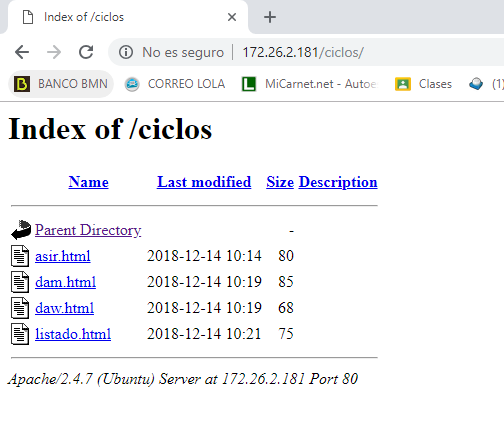 Index of /ciclos
No es seguro | 172.26.2.181/ciclos/
BANCO BMN CORREO LOLA MiCarnet.net - Autoe Clases (1)
Index of /ciclos
Name Last modified Size Description
Parent Directory -
asir.html 2018-12-14 10:14 80
dam.html 2018-12-14 10:19 85
daw.html 2018-12-14 10:19 68
listado.html 2018-12-14 10:21 75
Apache/2.4.7 (Ubuntu) Server at 172.26.2.181 Port 80